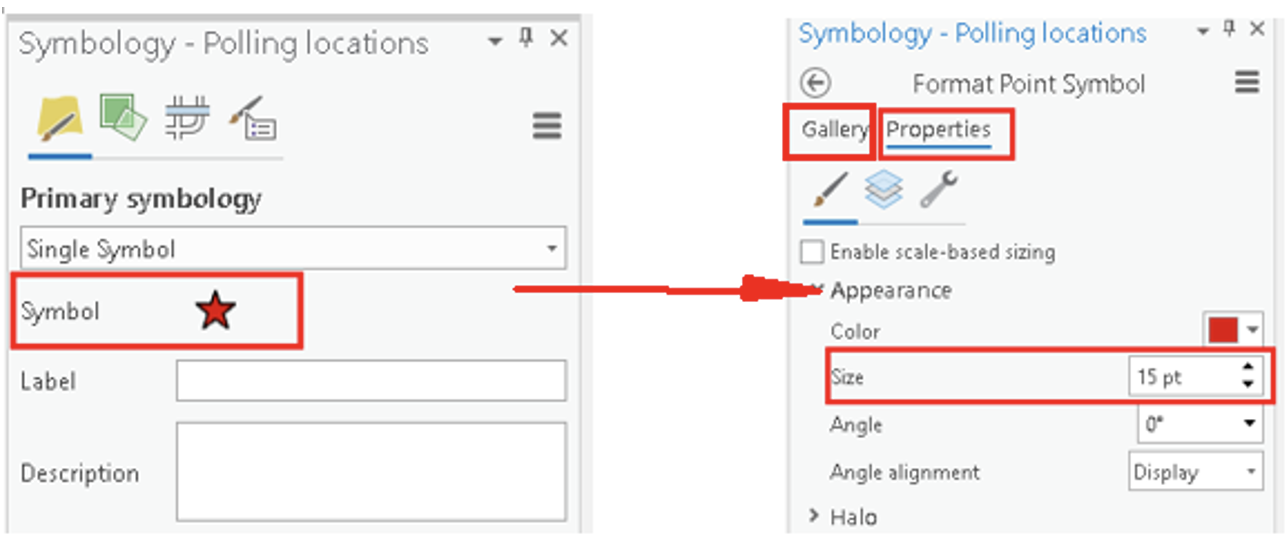 Symbology - Polling locations
Primary symbology
Single Symbol
Symbol
Label
Description
Symbology - Polling locations
Format Point Symbol
Gallery Properties
Enable scale-based sizing
Appearance
Color
Size 15 pt
Angle 0°
Angle alignment Display
Halo